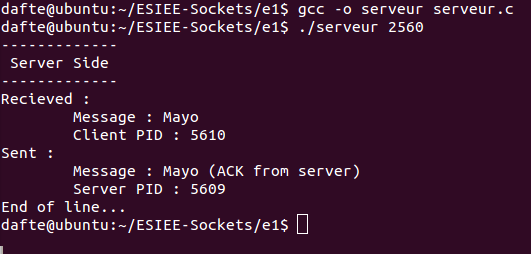 dafte@ubuntu:~/ESIEE-Sockets/e1$ gcc -o serveur serveur.c
dafte@ubuntu:~/ESIEE-Sockets/e1$ ./serveur 2560
-------------
 Server Side
-------------
Recieved :
        Message : Mayo
        Client PID : 5610
Sent :
        Message : Mayo (ACK from server)
        Server PID : 5609
End of line...
dafte@ubuntu:~/ESIEE-Sockets/e1$